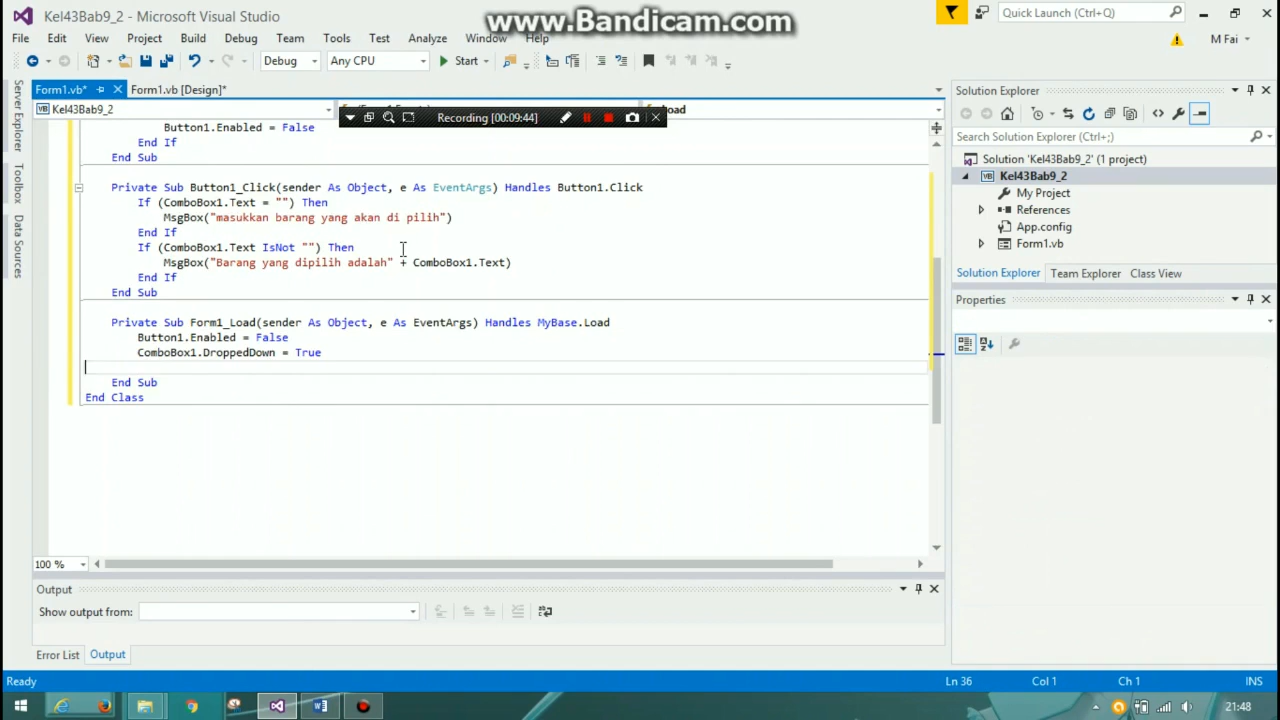 Kel43Bab9_2 - Microsoft Visual Studio
www.Bandicam.com
Quick Launch (Ctrl+Q)
File Edit View Project Build Debug Team Tools Test Analyze Window Help
M Fai
Debug Any CPU Start
Form1.vb* Form1.vb [Design]*
Solution Explorer
Kel43Bab9_2
Load
Recording [00:09:44]
Search Solution Explorer (Ctrl+;)
Server Explorer
Toolbox
Data Sources
Button1.Enabled = False
End If
End Sub
Private Sub Button1_Click(sender As Object, e As EventArgs) Handles Button1.Click
If (ComboBox1.Text = "") Then
MsgBox("masukkan barang yang akan di pilih")
End If
If (ComboBox1.Text IsNot "") Then
MsgBox("Barang yang dipilih adalah" + ComboBox1.Text)
End If
End Sub
Private Sub Form1_Load(sender As Object, e As EventArgs) Handles MyBase.Load
Button1.Enabled = False
ComboBox1.DroppedDown = True
End Sub
End Class
Solution 'Kel43Bab9_2' (1 project)
Kel43Bab9_2
My Project
References
App.config
Form1.vb
Solution Explorer Team Explorer Class View
Properties
100 %
Output
Show output from:
Error List Output
Ready Ln 36 Col 1 Ch 1 INS
21:48